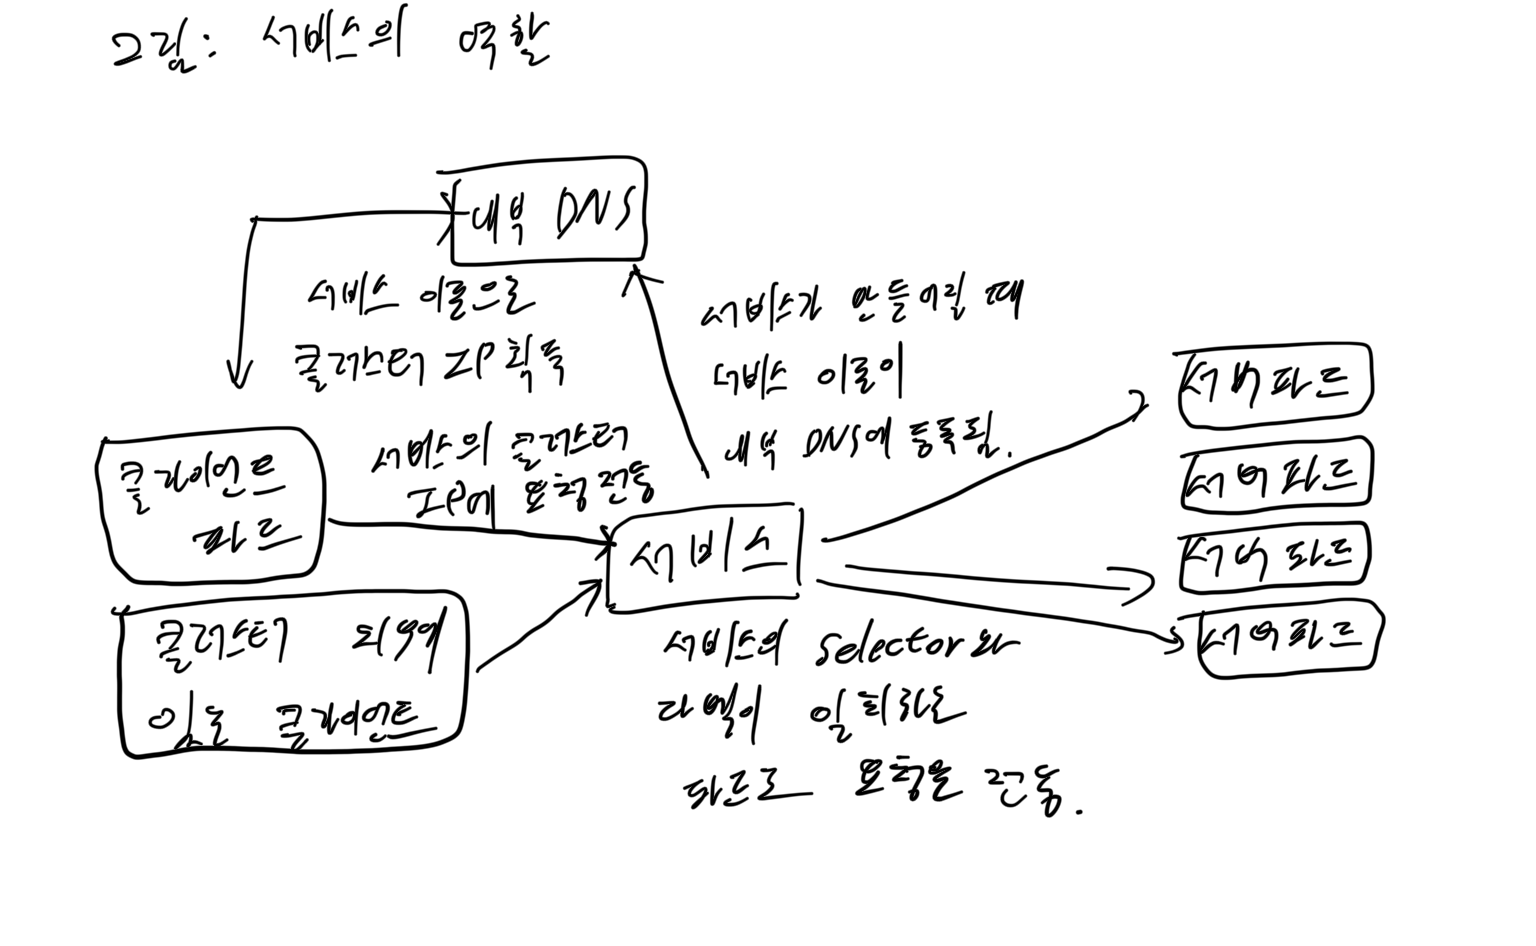 그림: 서비스의 역할
내부 DNS
서비스 이름으로
클러스터 IP 획득
서비스가 만들어질 때
서비스 이름이
내부 DNS에 등록됨.
클라이언트
파드
서비스의 클러스터
IP에 요청 전송
서비스
클러스터 외부에
있는 클라이언트
서비스의 selector와
라벨이 일치하는
파드로 요청을 전송.
서버 파드
서버 파드
서버 파드
서버 파드